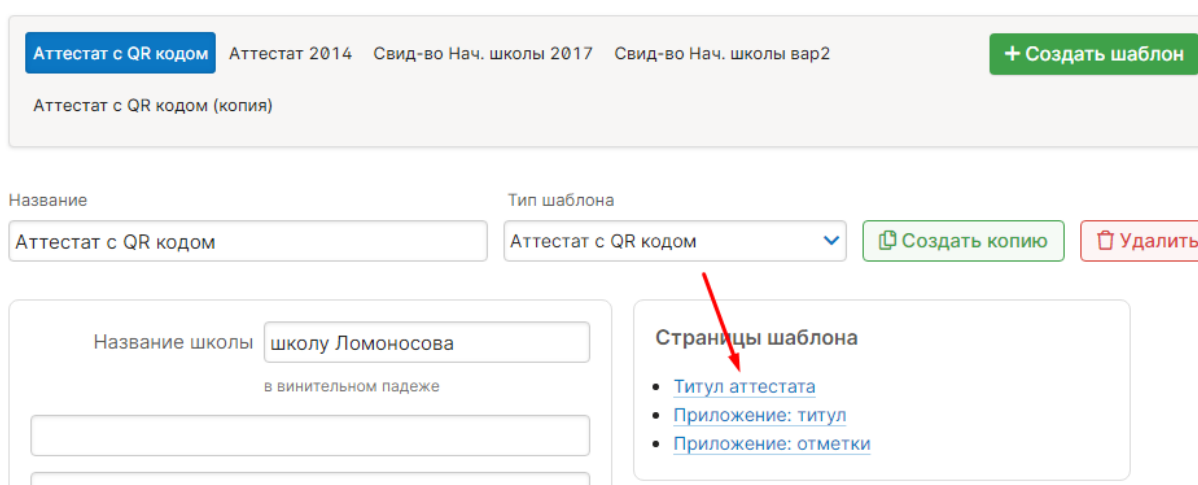 Аттестат с QR кодом Аттестат 2014 Свид-во Нач. школы 2017 Свид-во Нач. школы вар2 + Создать шаблон
Аттестат с QR кодом (копия)
Название Тип шаблона
Аттестат с QR кодом Аттестат с QR кодом Создать копию Удалить
Название школы школу Ломоносова
в винительном падеже
Страницы шаблона
• Титул аттестата
• Приложение: титул
• Приложение: отметки